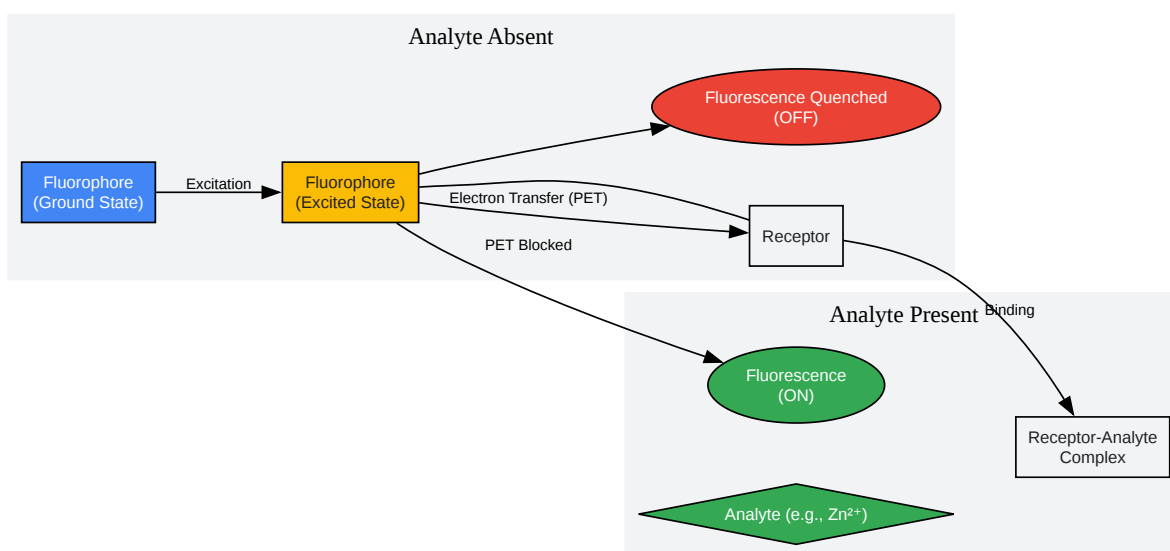 Analyte Absent
Fluorescence Quenched
(OFF)
Fluorophore
(Ground State)
Excitation
Fluorophore
(Excited State)
Electron Transfer (PET)
Receptor
PET Blocked
Analyte Present
Binding
Fluorescence
(ON)
Receptor-Analyte
Complex
Analyte (e.g., Zn²⁺)